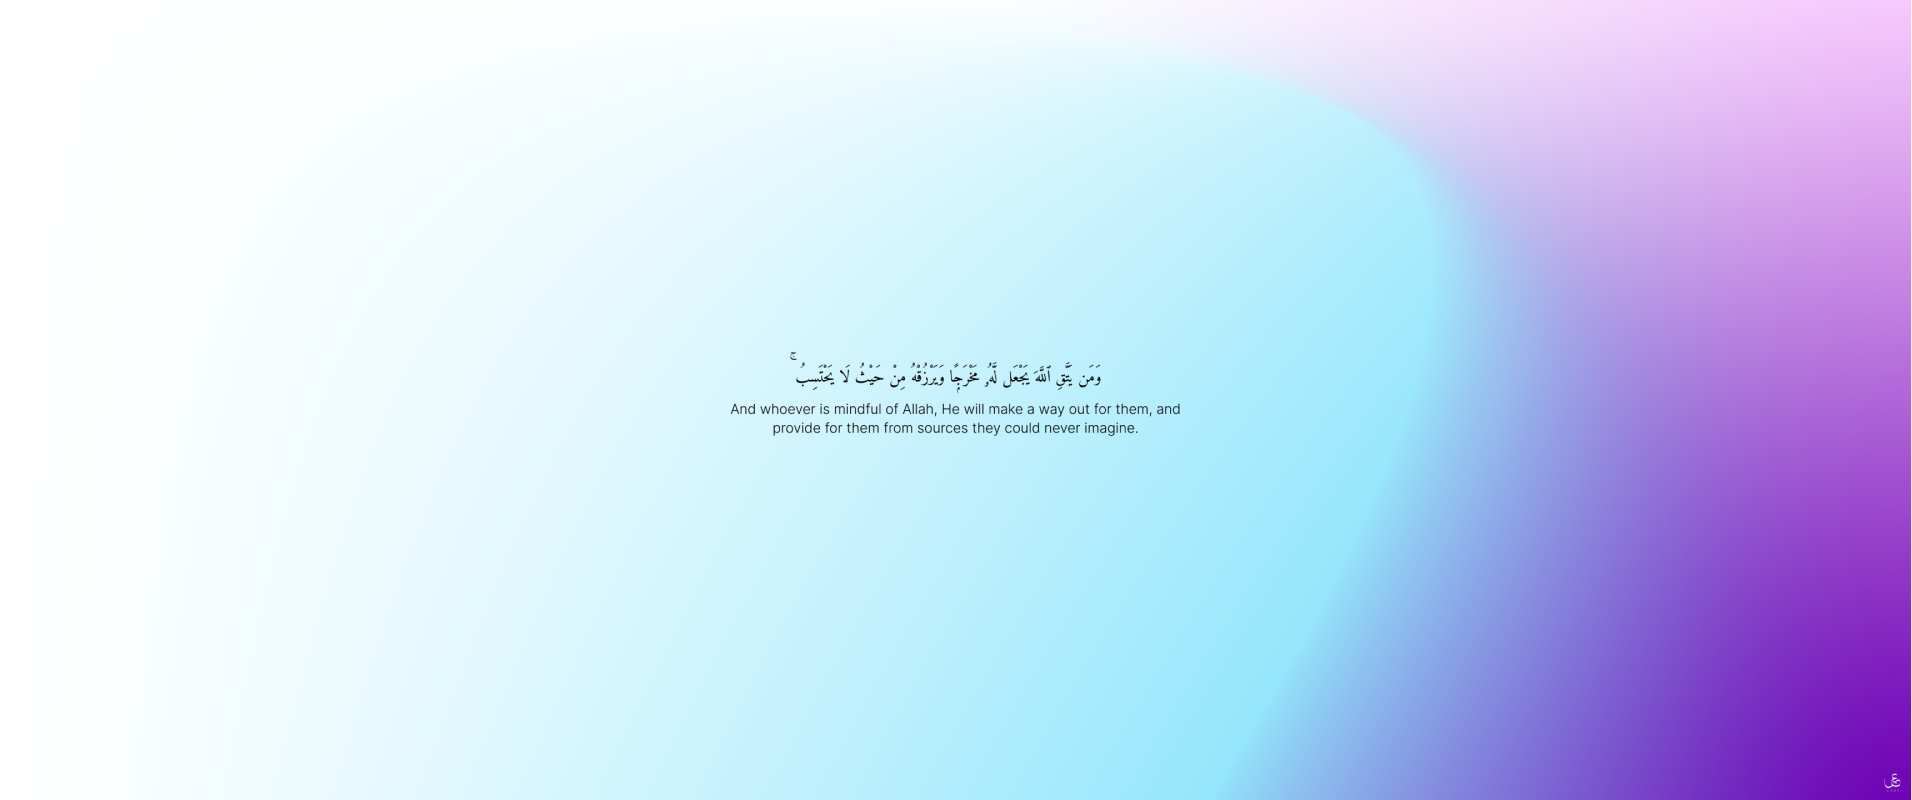 وَمَن يَتَّقِ ٱللَّهَ يَجْعَل لَّهُۥ مَخْرَجًۭا وَيَرْزُقْهُ مِنْ حَيْثُ لَا يَحْتَسِبُ ۚ
And whoever is mindful of Allah, He will make a way out for them, and
provide for them from sources they could never imagine.